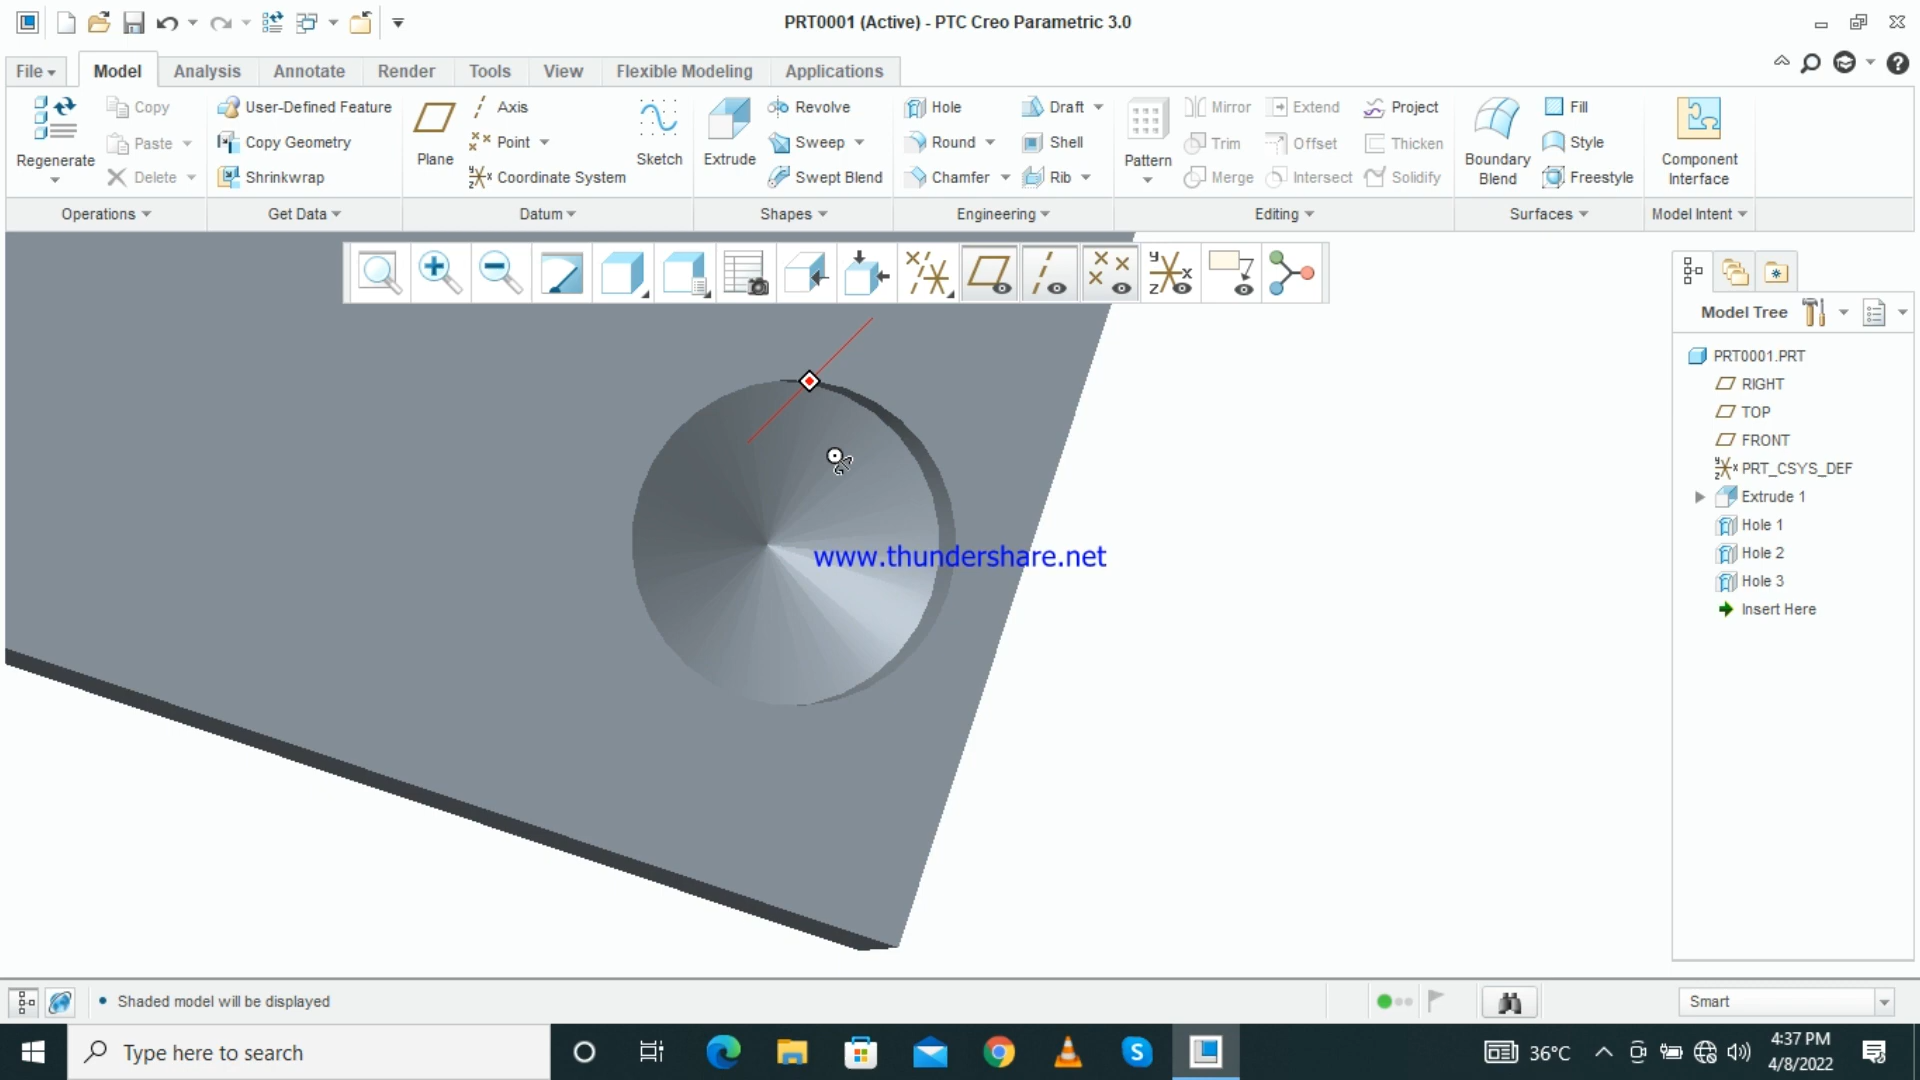 PRT0001 (Active) - PTC Creo Parametric 3.0
File Model Analysis Annotate Render Tools View Flexible Modeling Applications
Regenerate
Copy
Paste
Delete
User-Defined Feature
Copy Geometry
Shrinkwrap
Plane
Axis
Point
Coordinate System
Sketch
Extrude
Revolve
Sweep
Swept Blend
Hole
Round
Chamfer
Draft
Shell
Rib
Pattern
Mirror
Trim
Merge
Extend
Offset
Intersect
Project
Thicken
Solidify
Boundary
Blend
Fill
Style
Freestyle
Component
Interface
Operations Get Data Datum Shapes Engineering Editing Surfaces Model Intent
Model Tree
PRT0001.PRT
RIGHT
TOP
FRONT
PRT_CSYS_DEF
Extrude 1
Hole 1
Hole 2
Hole 3
Insert Here
www.thundershare.net
Shaded model will be displayed
Smart
Type here to search
36°C
4:37 PM
4/8/2022